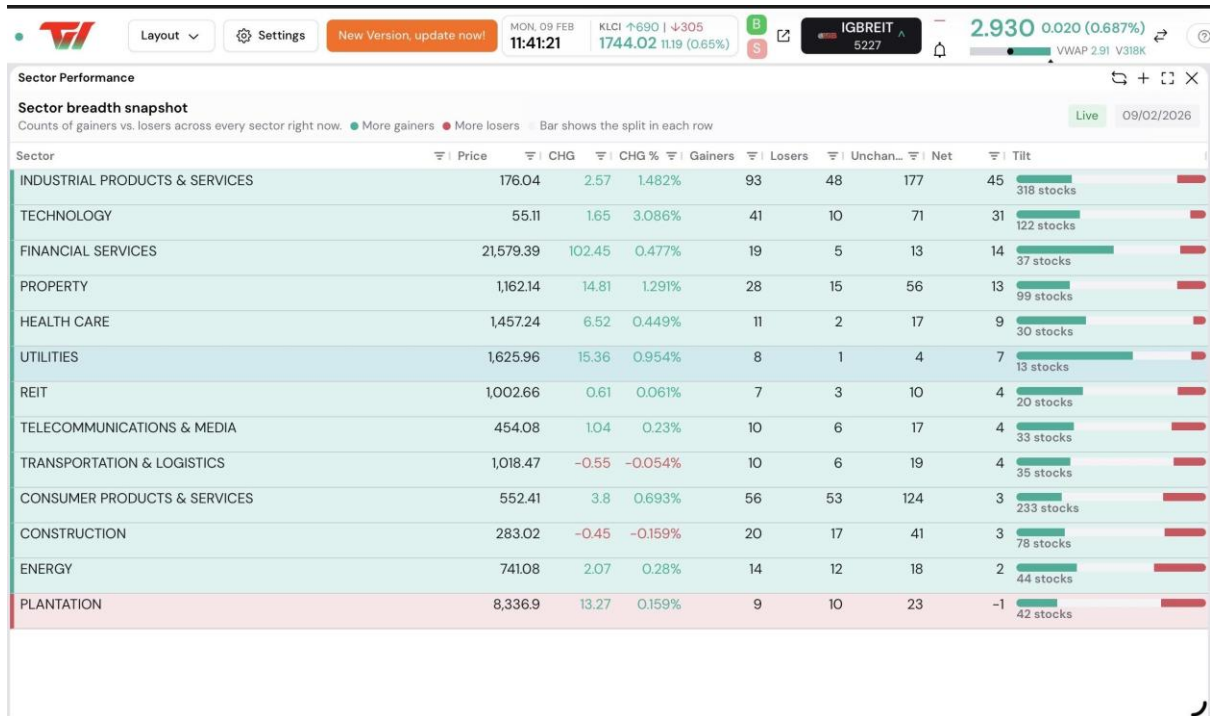 TI
Layout
Settings
New Version, update now!
MON, 09 FEB
11:41:21
KLCI ↑690 | ↓305
1744.02 11.19 (0.65%)
B
S
IGBREIT
5227
2.930 0.020 (0.687%)
VWAP 2.91 V318K
Sector Performance
Sector breadth snapshot
Counts of gainers vs. losers across every sector right now. More gainers More losers Bar shows the split in each row
Live 09/02/2026
Sector Price CHG CHG % Gainers Losers Unchan... Net Tilt
INDUSTRIAL PRODUCTS & SERVICES 176.04 2.57 1.482% 93 48 177 45
318 stocks
TECHNOLOGY 55.11 1.65 3.086% 41 10 71 31
122 stocks
FINANCIAL SERVICES 21,579.39 102.45 0.477% 19 5 13 14
37 stocks
PROPERTY 1,162.14 14.81 1.291% 28 15 56 13
99 stocks
HEALTH CARE 1,457.24 6.52 0.449% 11 2 17 9
30 stocks
UTILITIES 1,625.96 15.36 0.954% 8 1 4 7
13 stocks
REIT 1,002.66 0.61 0.061% 7 3 10 4
20 stocks
TELECOMMUNICATIONS & MEDIA 454.08 1.04 0.23% 10 6 17 4
33 stocks
TRANSPORTATION & LOGISTICS 1,018.47 -0.55 -0.054% 10 6 19 4
35 stocks
CONSUMER PRODUCTS & SERVICES 552.41 3.8 0.693% 56 53 124 3
233 stocks
CONSTRUCTION 283.02 -0.45 -0.159% 20 17 41 3
78 stocks
ENERGY 741.08 2.07 0.28% 14 12 18 2
44 stocks
PLANTATION 8,336.9 13.27 0.159% 9 10 23 -1
42 stocks